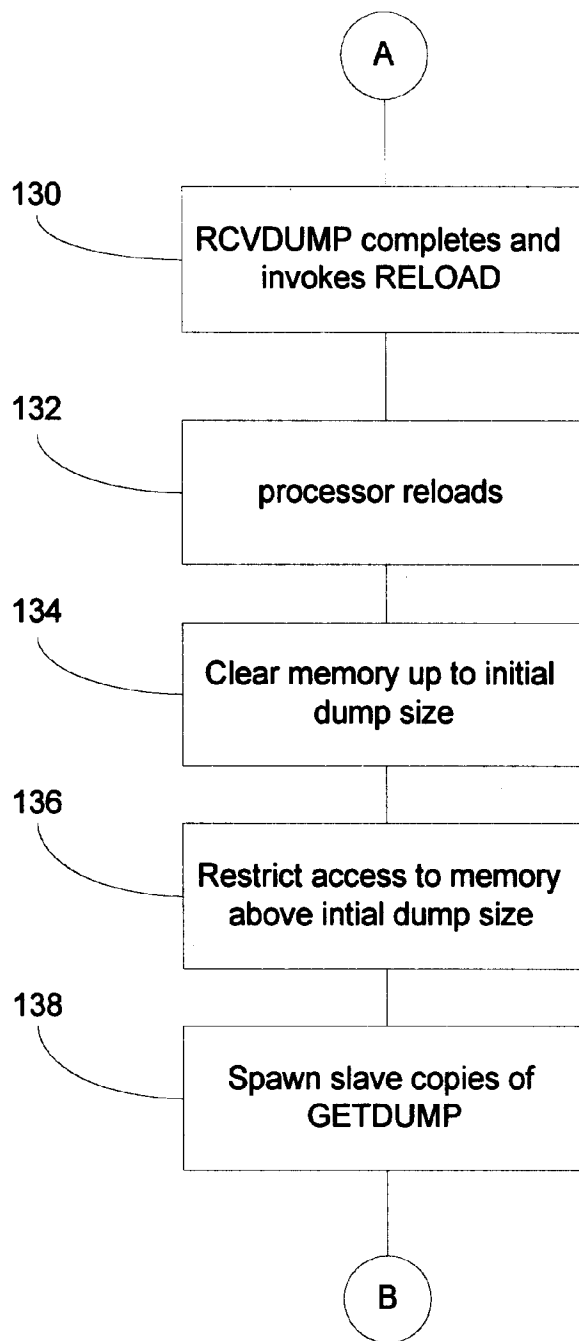 A
130
RCVDUMP completes and
invokes RELOAD
132
processor reloads
134
Clear memory up to initial
dump size
136
Restrict access to memory
above intial dump size
138
Spawn slave copies of
GETDUMP
B